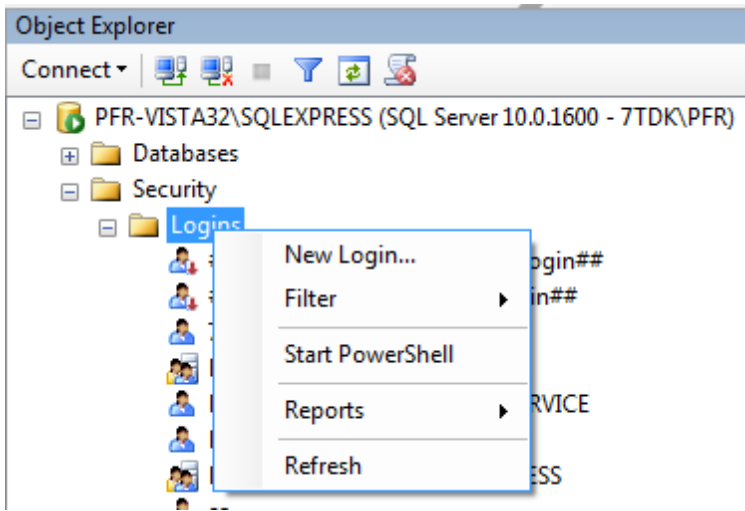 Object Explorer
Connect
PFR-VISTA32\SQLEXPRESS (SQL Server 10.0.1600 - 7TDK\PFR)
Databases
Security
Logins
New Login...
ogin##
Filter
in##
Start PowerShell
Reports
RVICE
Refresh
ESS